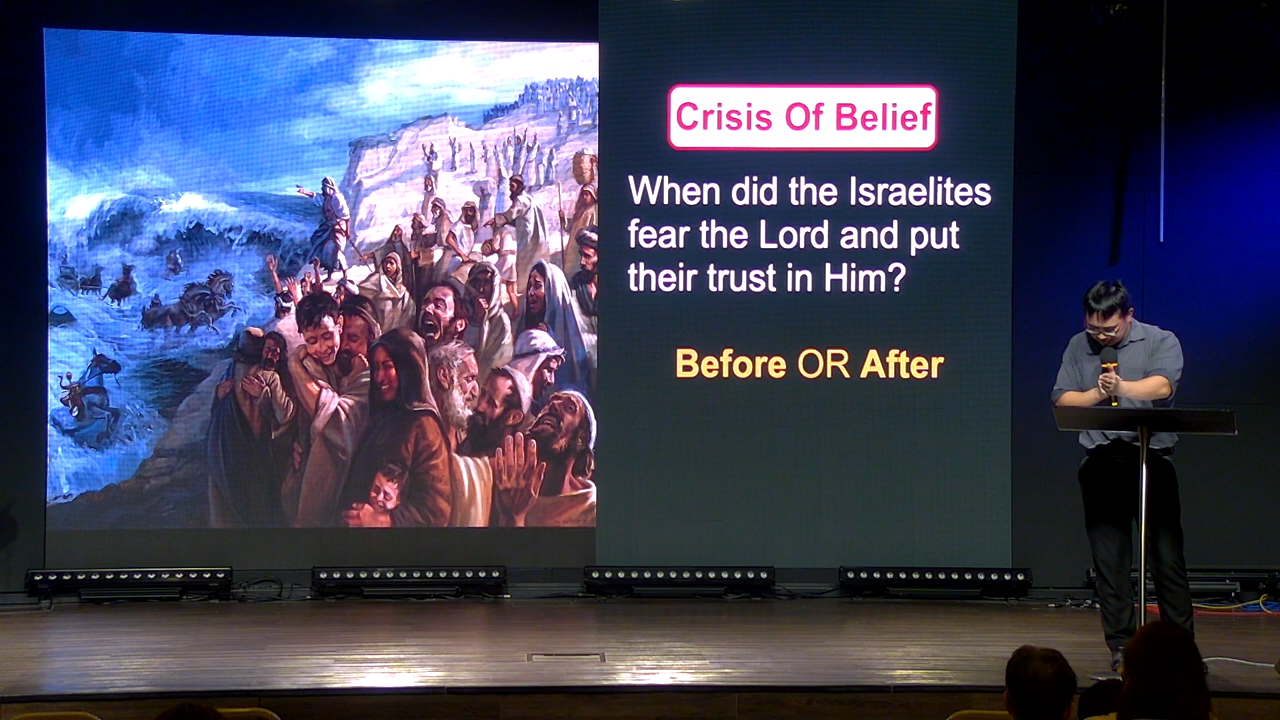 Crisis Of Belief
When did the Israelites
fear the Lord and put
their trust in Him?
Before OR After